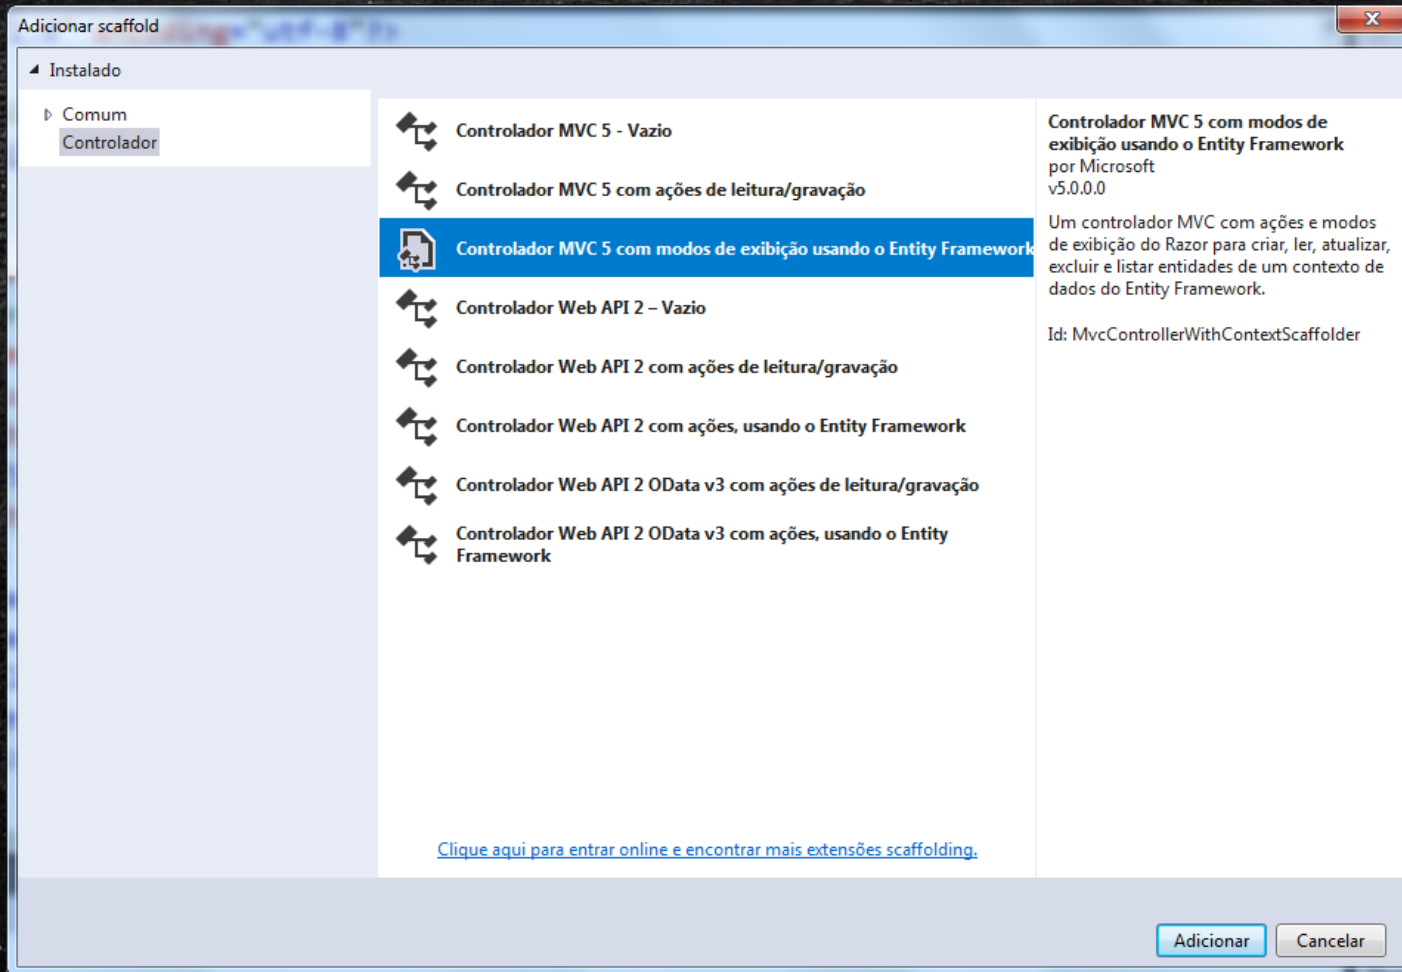 Adicionar scaffold
Instalado
Comum
Controlador
Controlador MVC 5 - Vazio
Controlador MVC 5 com ações de leitura/gravação
Controlador MVC 5 com modos de exibição usando o Entity Framework
Controlador Web API 2 – Vazio
Controlador Web API 2 com ações de leitura/gravação
Controlador Web API 2 com ações, usando o Entity Framework
Controlador Web API 2 OData v3 com ações de leitura/gravação
Controlador Web API 2 OData v3 com ações, usando o Entity
Framework
Clique aqui para entrar online e encontrar mais extensões scaffolding.
Controlador MVC 5 com modos de
exibição usando o Entity Framework
por Microsoft
v5.0.0.0
Um controlador MVC com ações e modos
de exibição do Razor para criar, ler, atualizar,
excluir e listar entidades de um contexto de
dados do Entity Framework.
Id: MvcControllerWithContextScaffolder
Adicionar
Cancelar